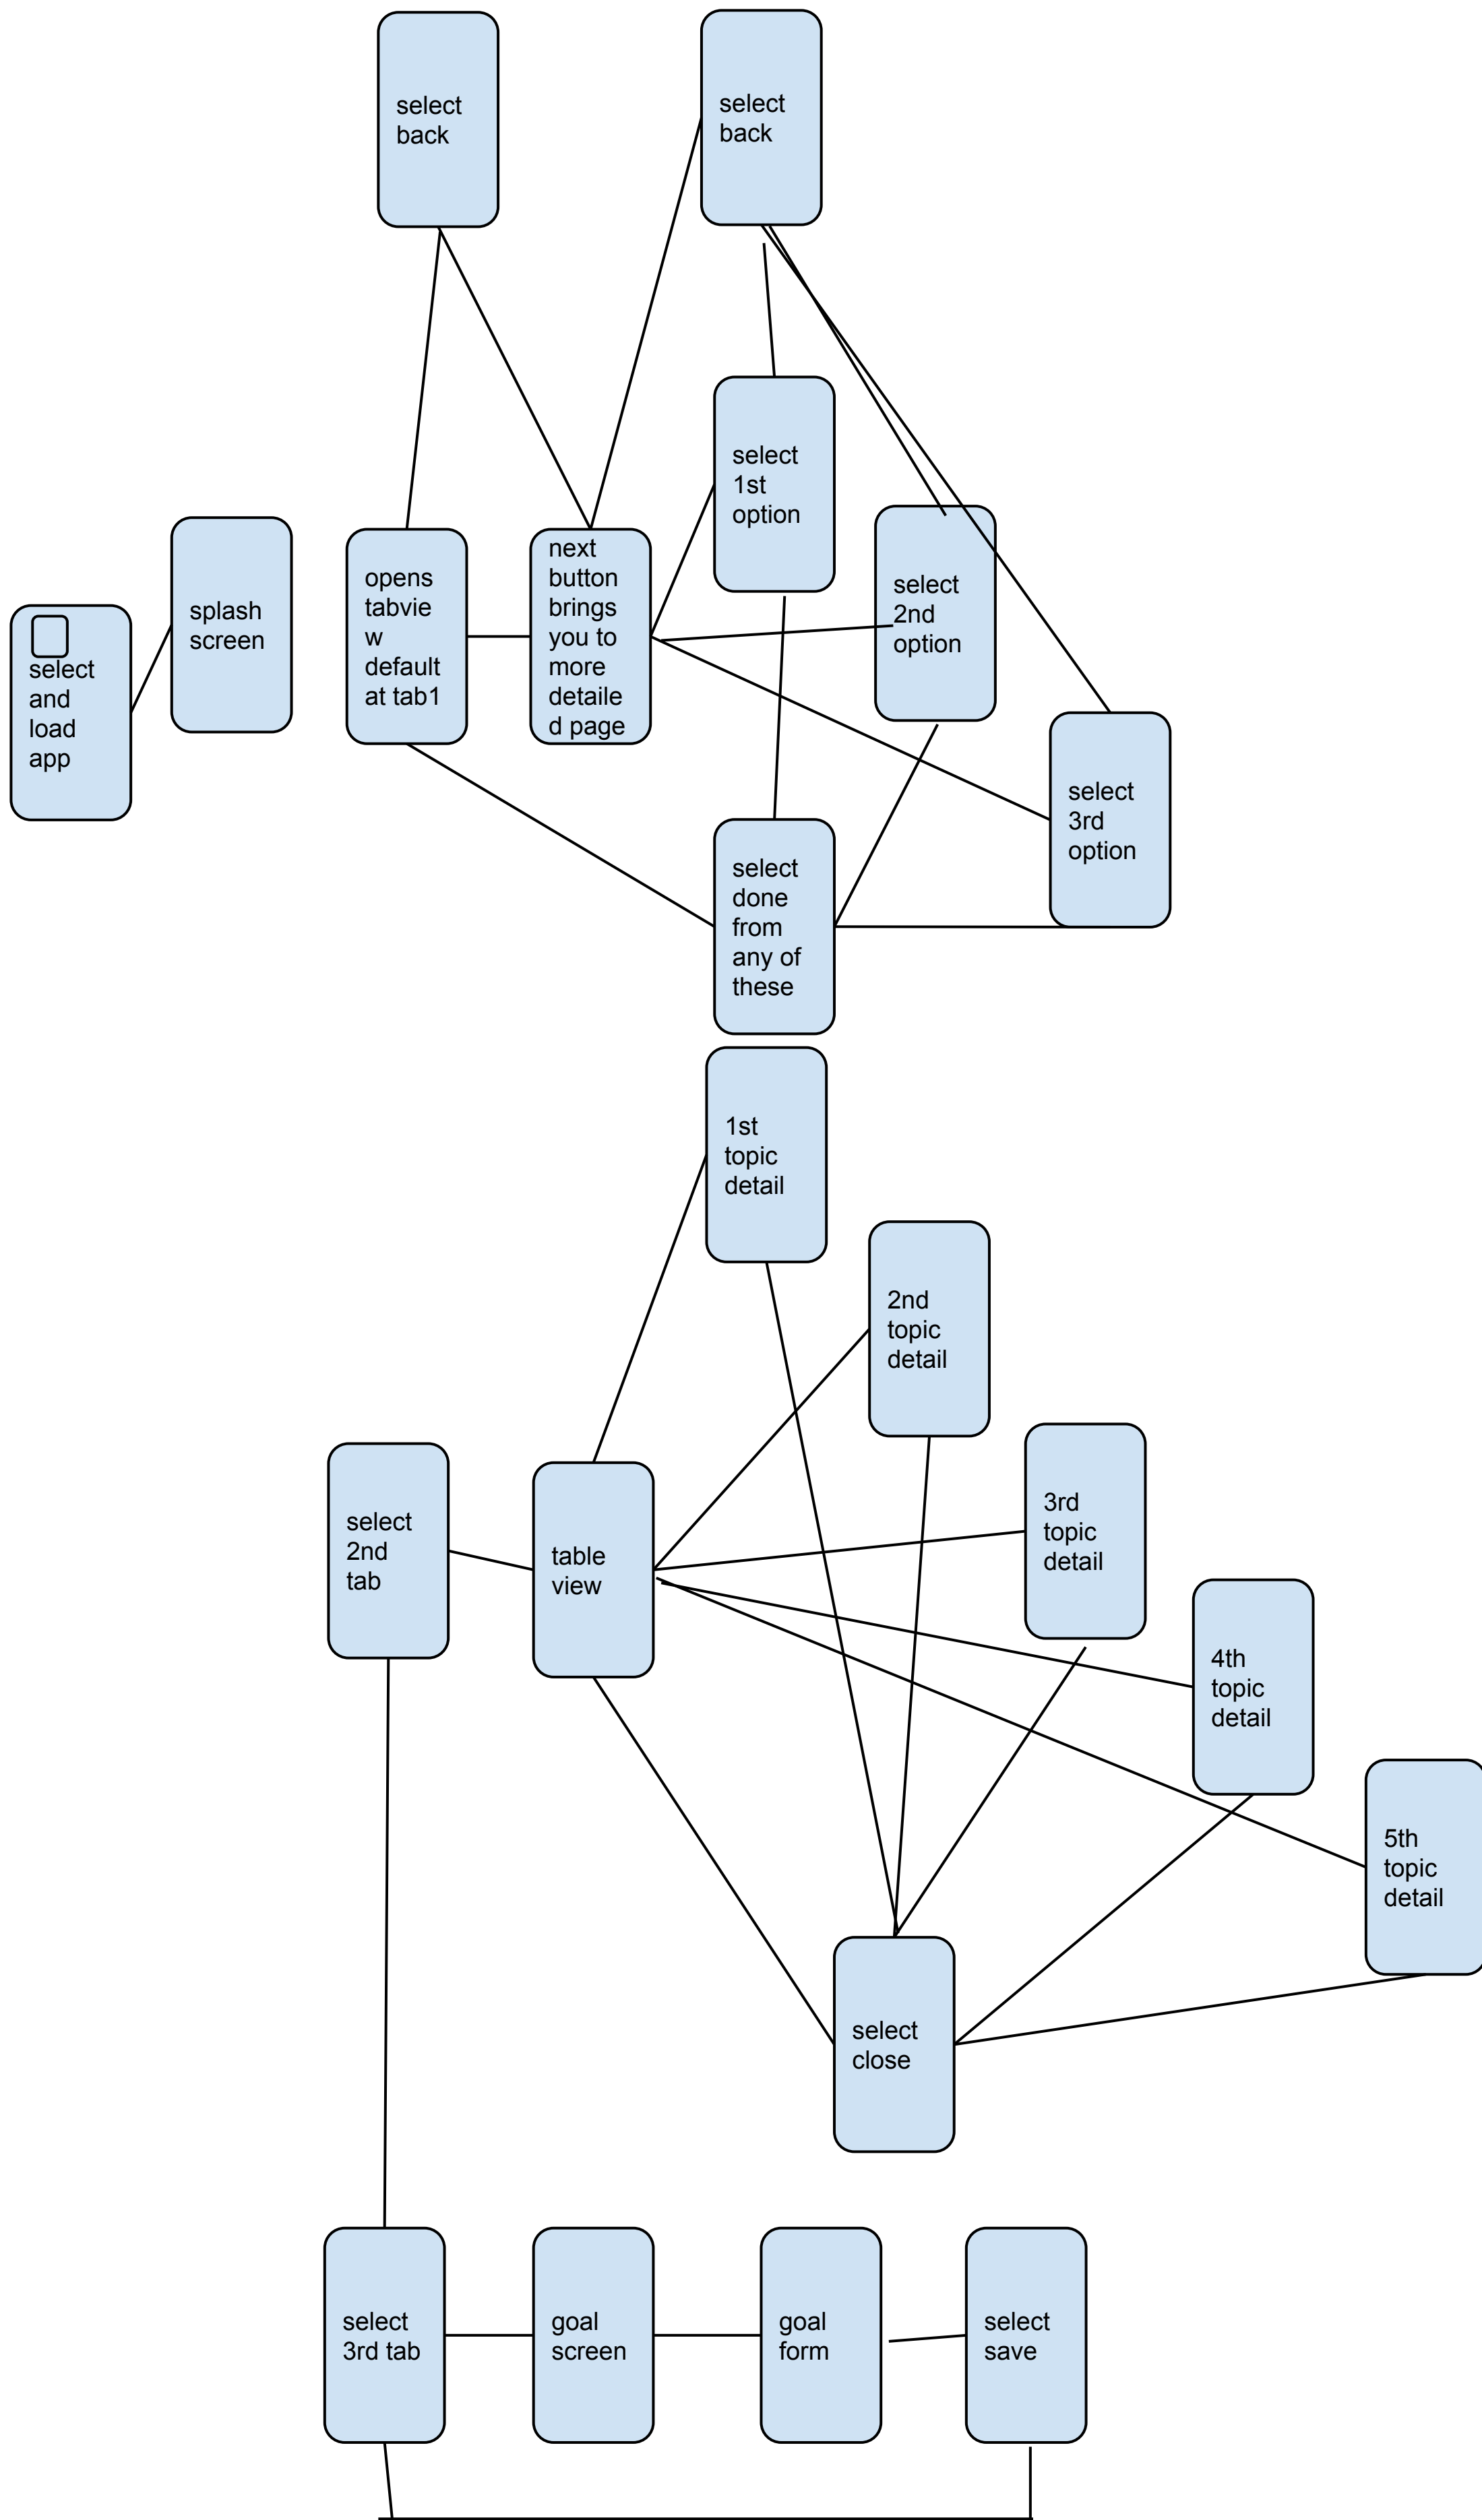 select
back
select
back
select
1st
option
next
button
brings
you to
more
detaile
d page
opens
tabvie
w
default
at tab1
select
2nd
option
splash
screen
select
and
load
app
select
3rd
option
select
done
from
any of
these
1st
topic
detail
2nd
topic
detail
3rd
topic
detail
select
2nd
tab
table
view
4th
topic
detail
5th
topic
detail
select
close
select
3rd tab
goal
screen
goal
form
select
save